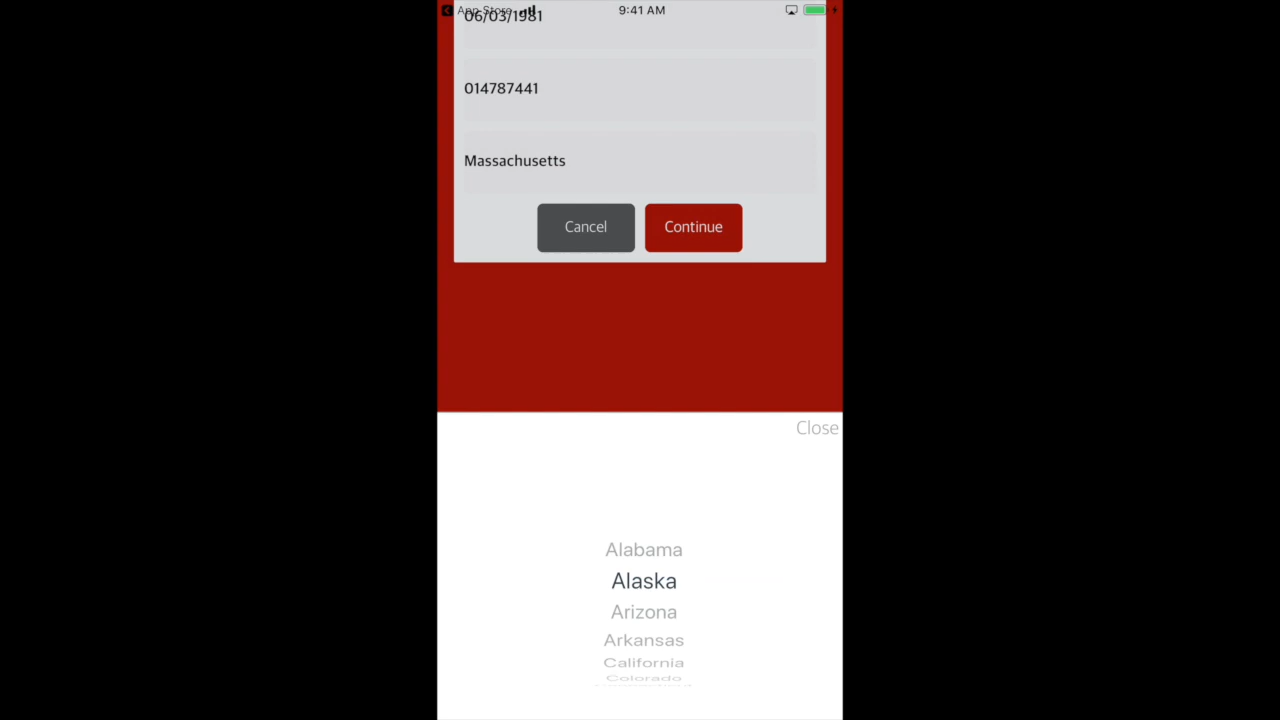 App Store 9:41 AM
06/03/1981
014787441
Massachusetts
Cancel Continue
Close
Alabama
Alaska
Arizona
Arkansas
California
Colorado